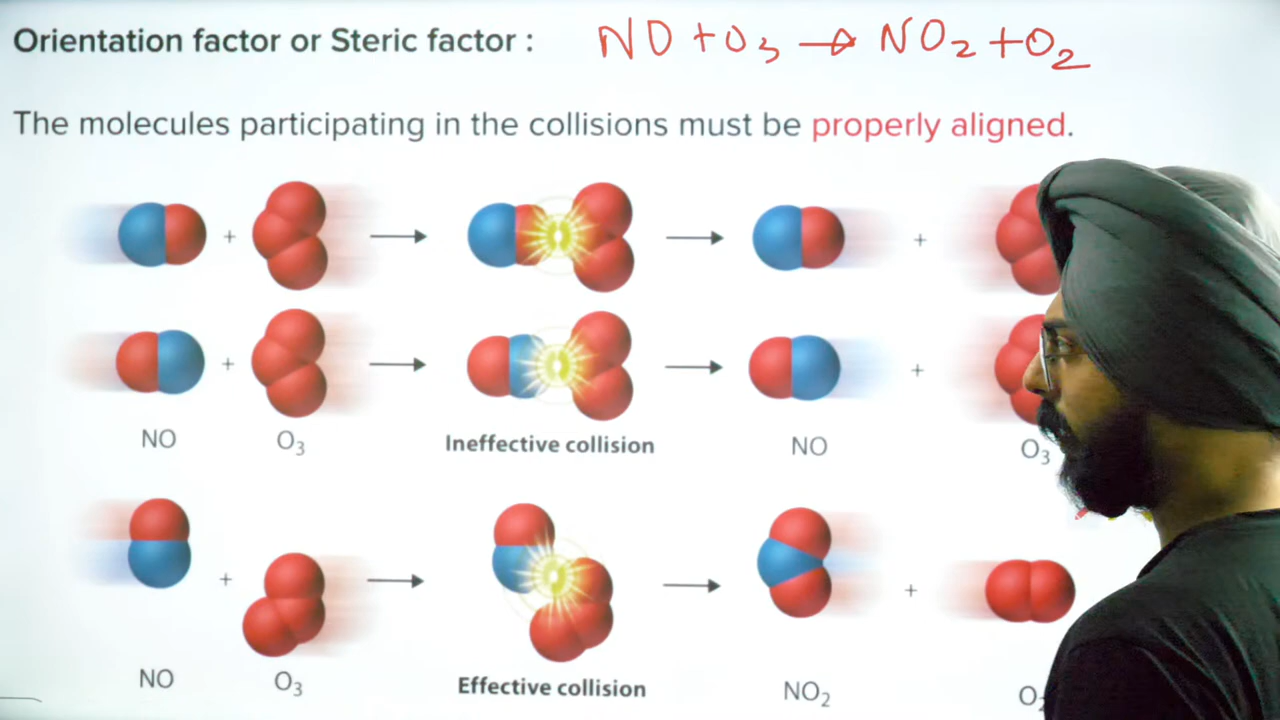 Orientation factor or Steric factor : NO + O₃ → NO₂ + O₂
The molecules participating in the collisions must be properly aligned.
+ → → +
+ → → +
NO O₃ Ineffective collision NO O₃
+ → → +
NO O₃ Effective collision NO₂